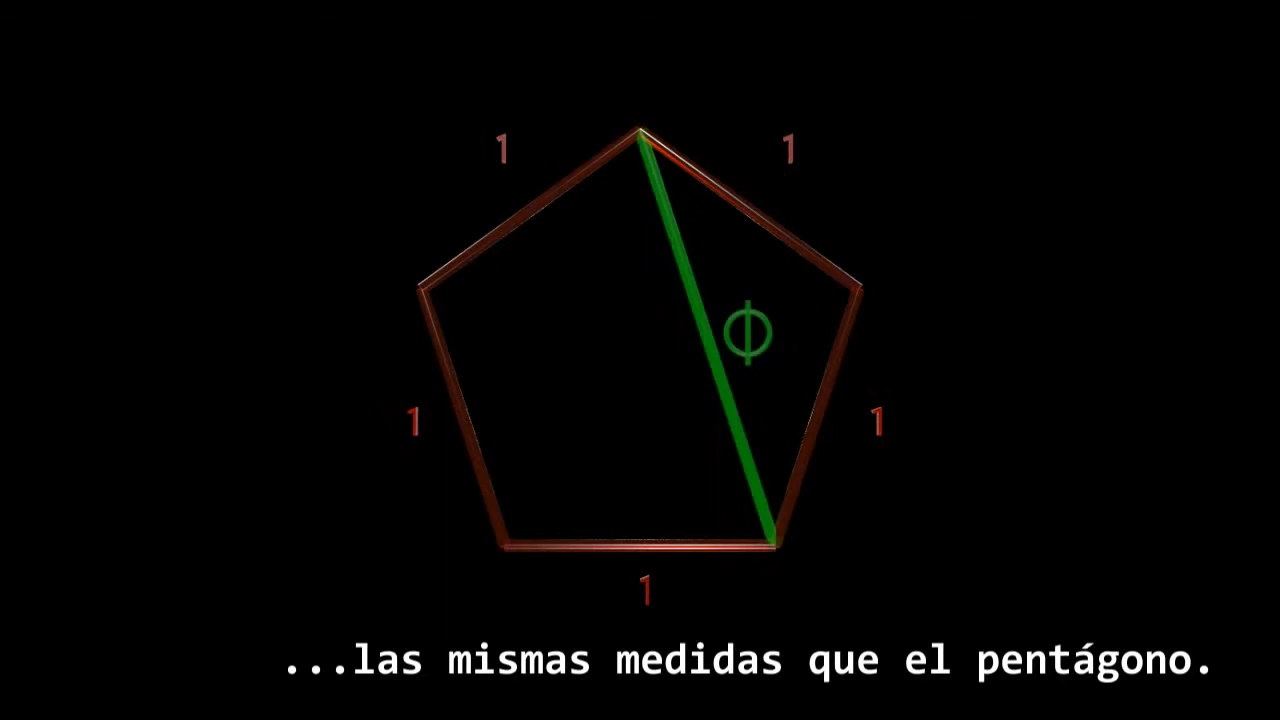 1 1
Φ
1 1
1
...las mismas medidas que el pentágono.